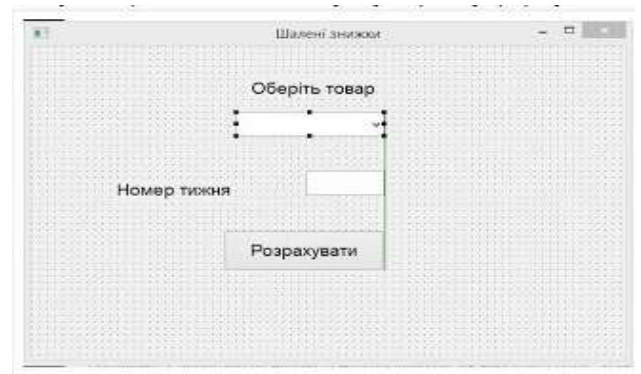 Шалені знижки
Оберіть товар
Номер тижня
Розрахувати